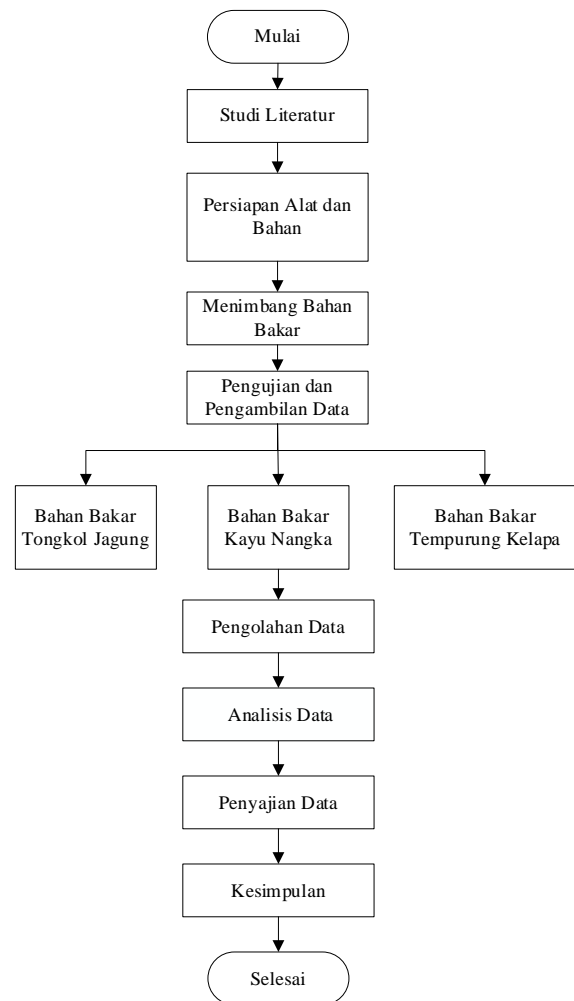 Mulai
Studi Literatur
Persiapan Alat dan
Bahan
Menimbang Bahan
Bakar
Pengujian dan
Pengambilan Data
Bahan Bakar
Tongkol Jagung
Bahan Bakar
Kayu Nangka
Bahan Bakar
Tempurung Kelapa
Pengolahan Data
Analisis Data
Penyajian Data
Kesimpulan
Selesai